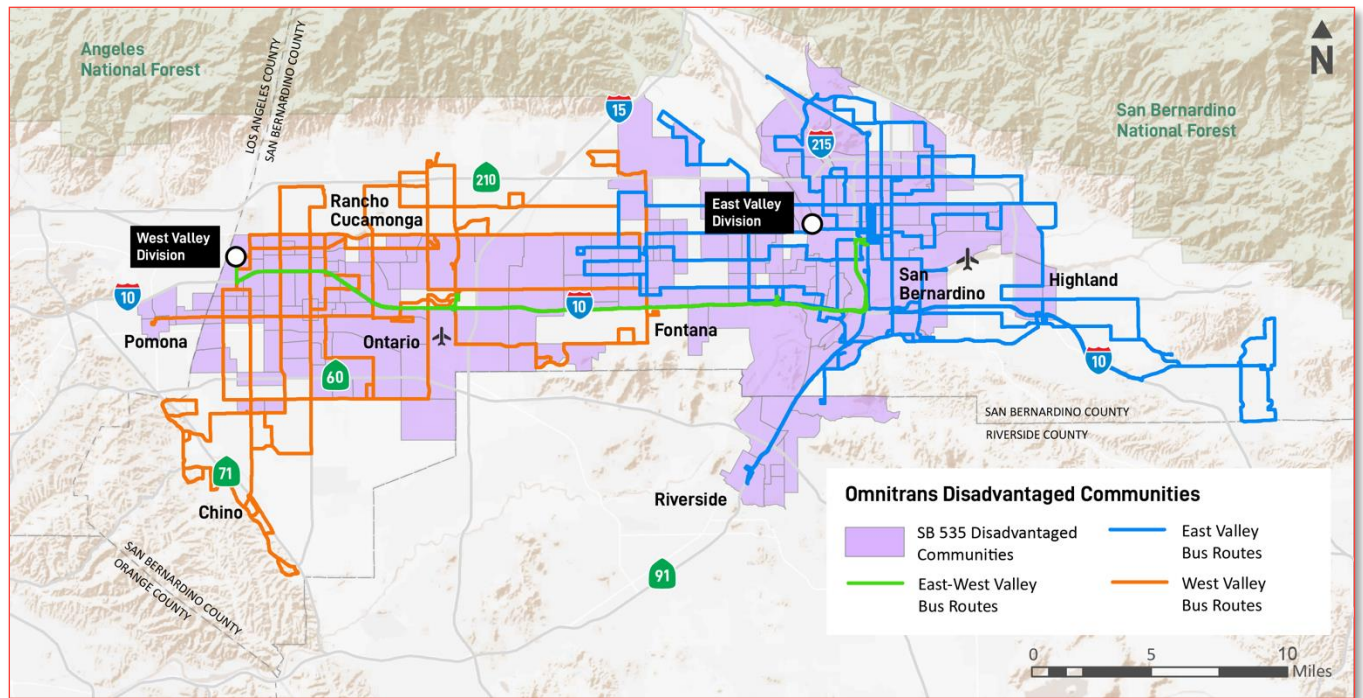 Angeles
National Forest
LOS ANGELES COUNTY
SAN BERNARDINO COUNTY
N
15
215
San Bernardino
National Forest
210
Rancho
Cucamonga
East Valley
Division
West Valley
Division
San
Bernardino
Highland
10
10
Pomona
Ontario
Fontana
60
10
SAN BERNARDINO COUNTY
RIVERSIDE COUNTY
71
Chino
Riverside
SAN BERNARDINO COUNTY
ORANGE COUNTY
91
Omnitrans Disadvantaged Communities
SB 535 Disadvantaged
Communities
East Valley
Bus Routes
East-West Valley
Bus Routes
West Valley
Bus Routes
0 5 10
Miles